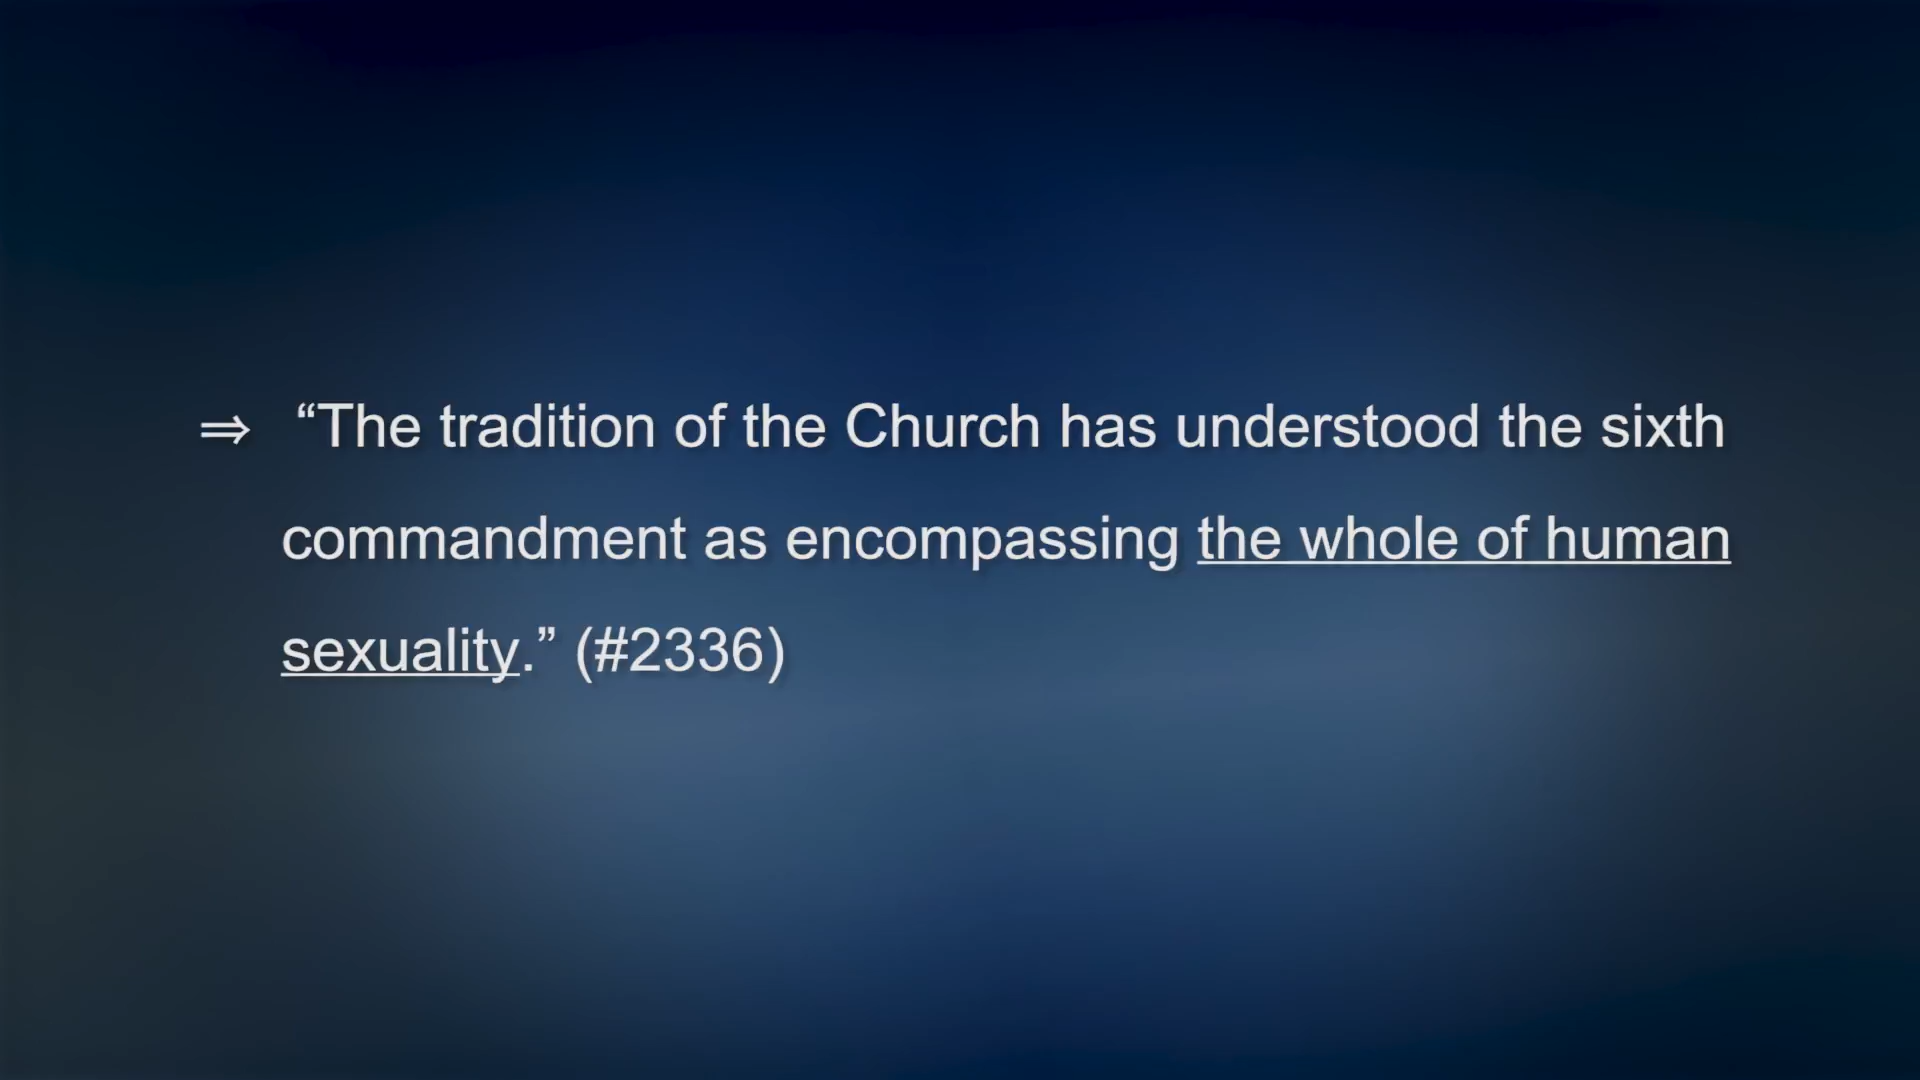 ⇒ “The tradition of the Church has understood the sixth
commandment as encompassing the whole of human
sexuality.” (#2336)